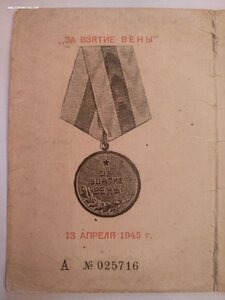 „ЗА ВЗЯТИЕ ВЕНЫ"
ЗА
ВЗЯТИЕ
ВЕНЫ
13 АПРЕЛЯ 1945 г.
А № 025716